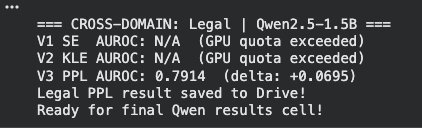 ...
=== CROSS-DOMAIN: Legal | Qwen2.5-1.5B ===
V1 SE  AUROC: N/A  (GPU quota exceeded)
V2 KLE AUROC: N/A  (GPU quota exceeded)
V3 PPL AUROC: 0.7914  (delta: +0.0695)
Legal PPL result saved to Drive!
Ready for final Qwen results cell!